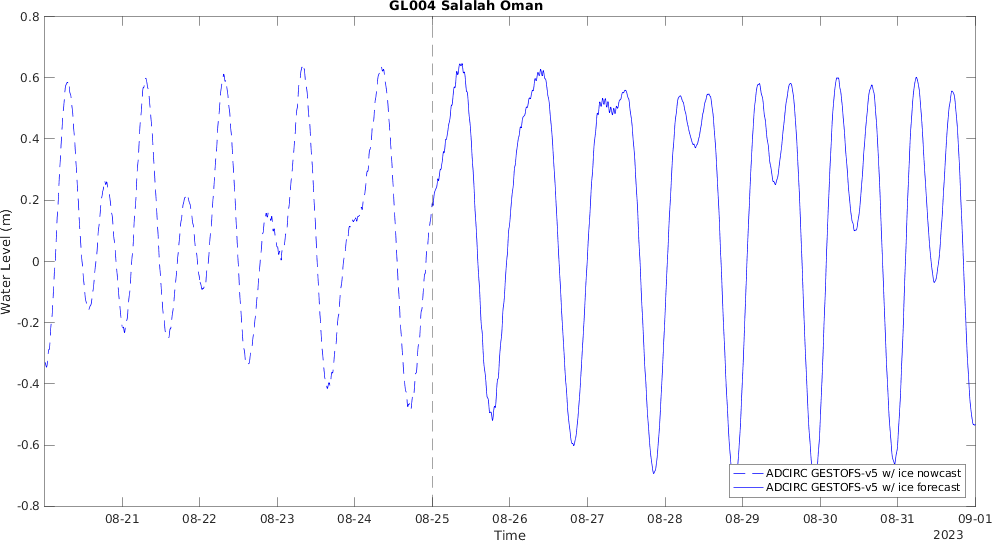 GL004 Salalah Oman
Water Level (m)
0.8
0.6
0.4
0.2
0
-0.2
-0.4
-0.6
-0.8
ADCIRC GESTOFS-v5 w/ ice nowcast
ADCIRC GESTOFS-v5 w/ ice forecast
08-21 08-22 08-23 08-24 08-25 08-26 08-27 08-28 08-29 08-30 08-31 09-01
Time
2023